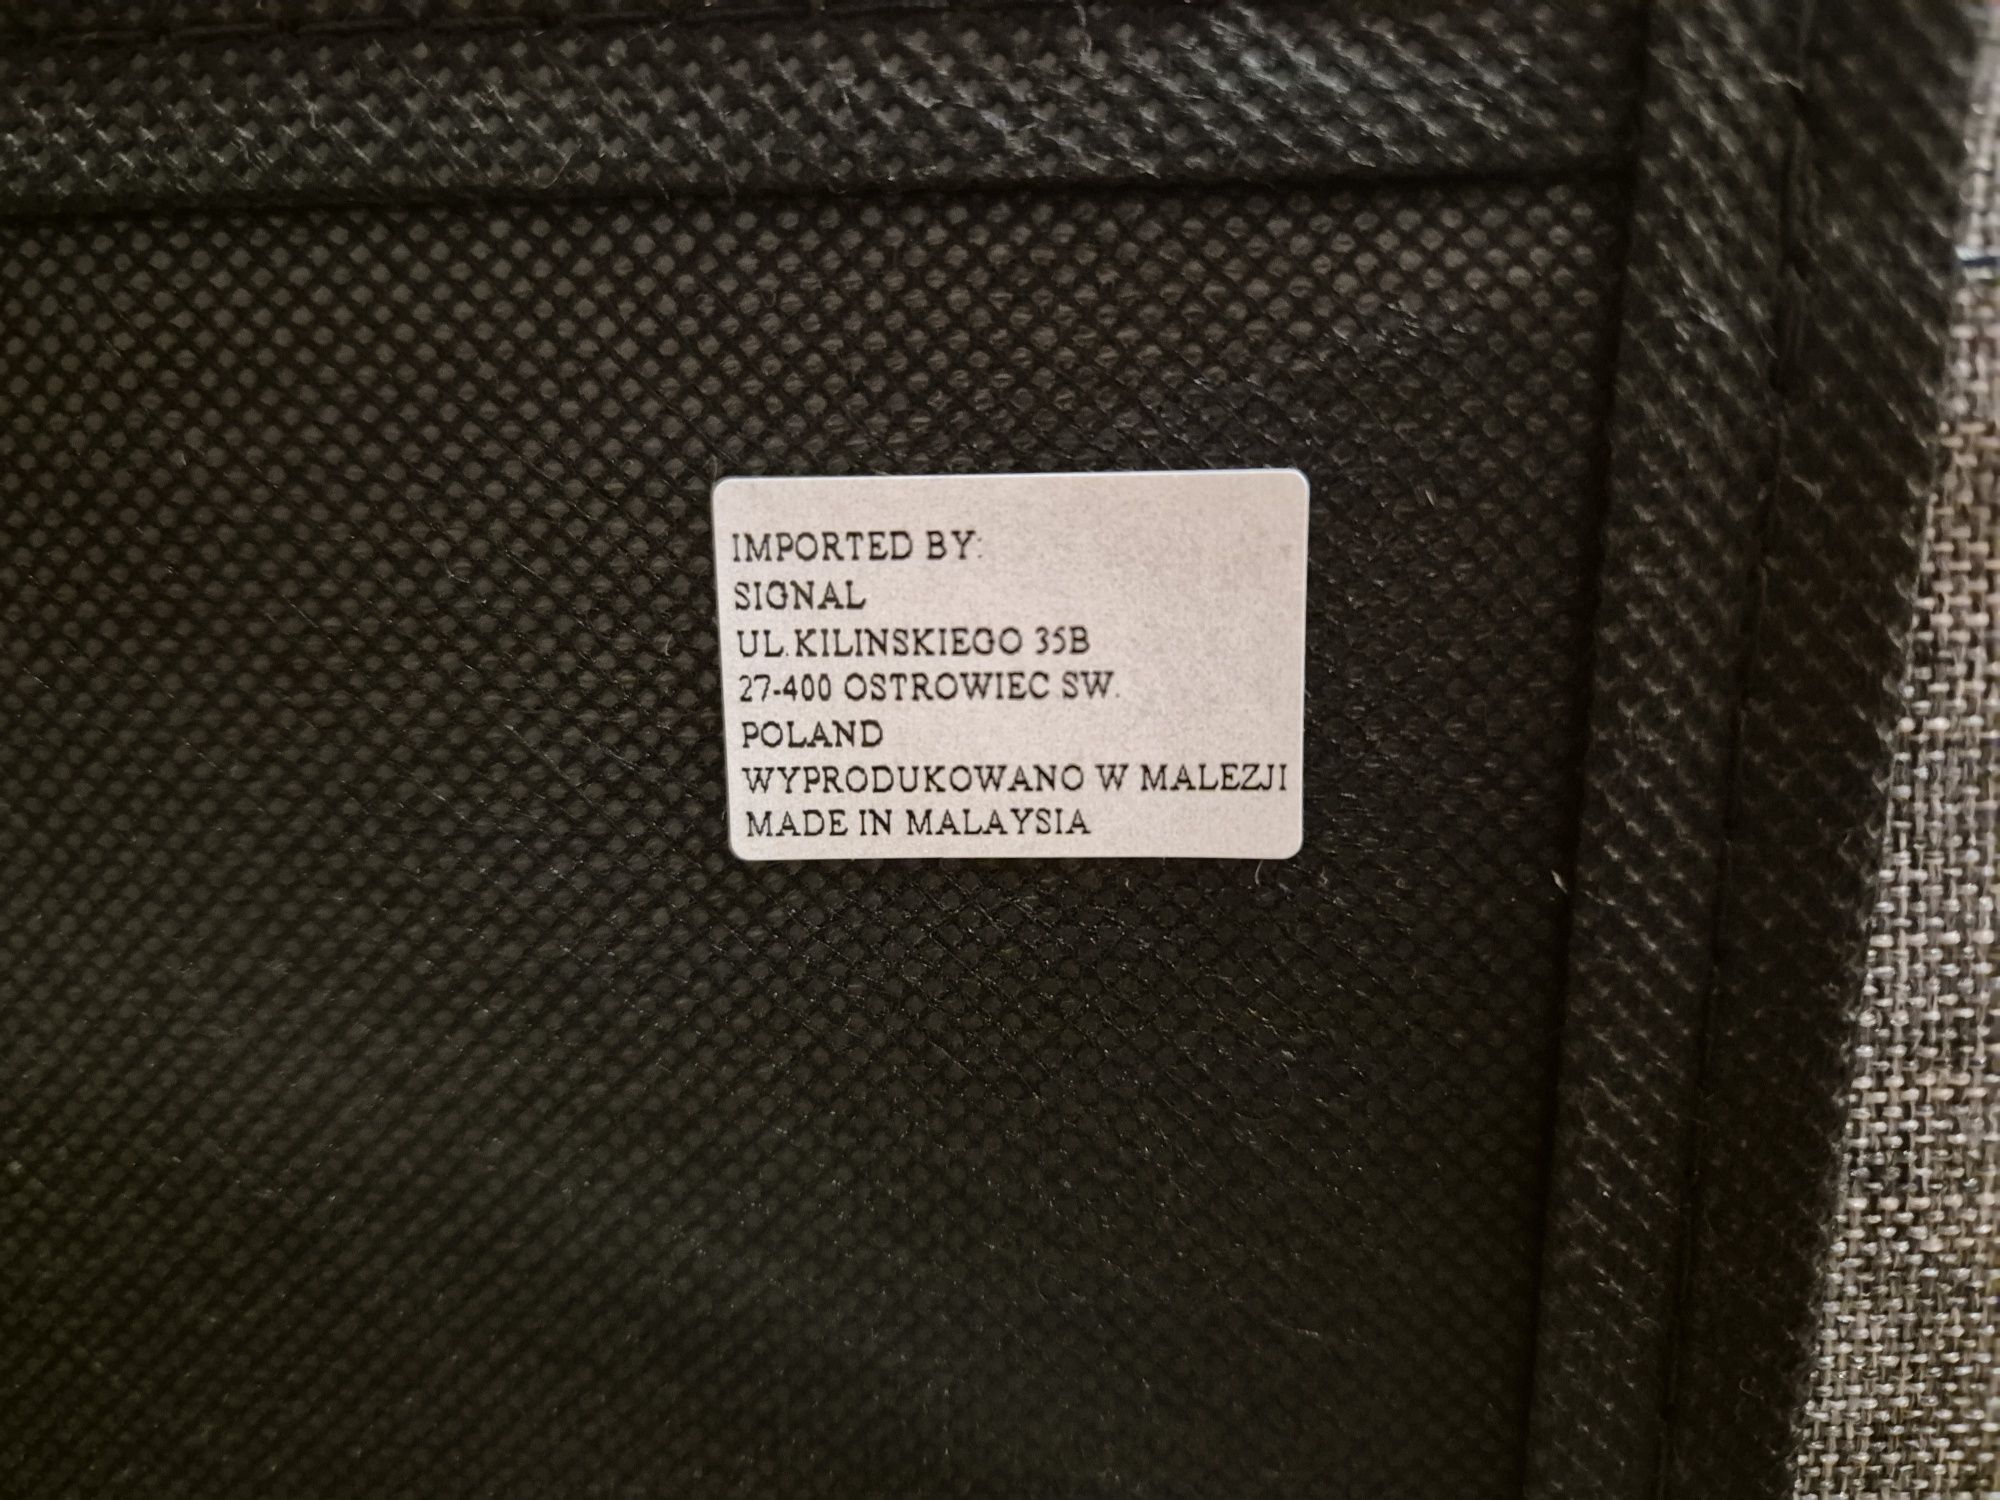 IMPORTED BY:
SIGNAL
UL.KILINSKIEGO 35B
27-400 OSTROWIEC SW.
POLAND
WYPRODUKOWANO W MALEZJI
MADE IN MALAYSIA